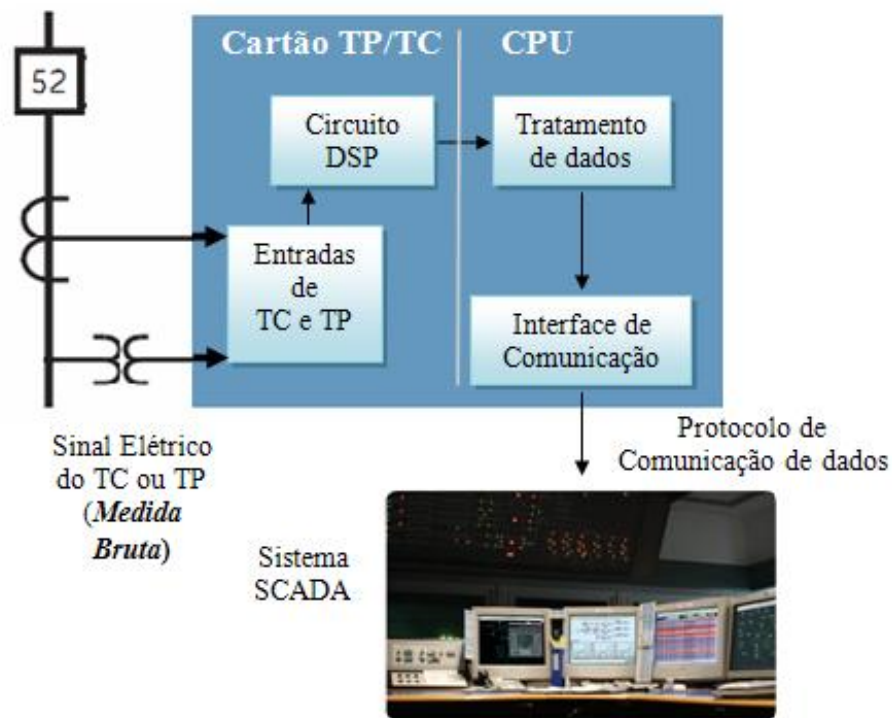 Cartão TP/TC
CPU
52
Circuito
DSP
Tratamento
de dados
Entradas
de
TC e TP
Interface de
Comunicação
Sinal Elétrico
do TC ou TP
(Medida
Bruta)
Protocolo de
Comunicação de dados
Sistema
SCADA